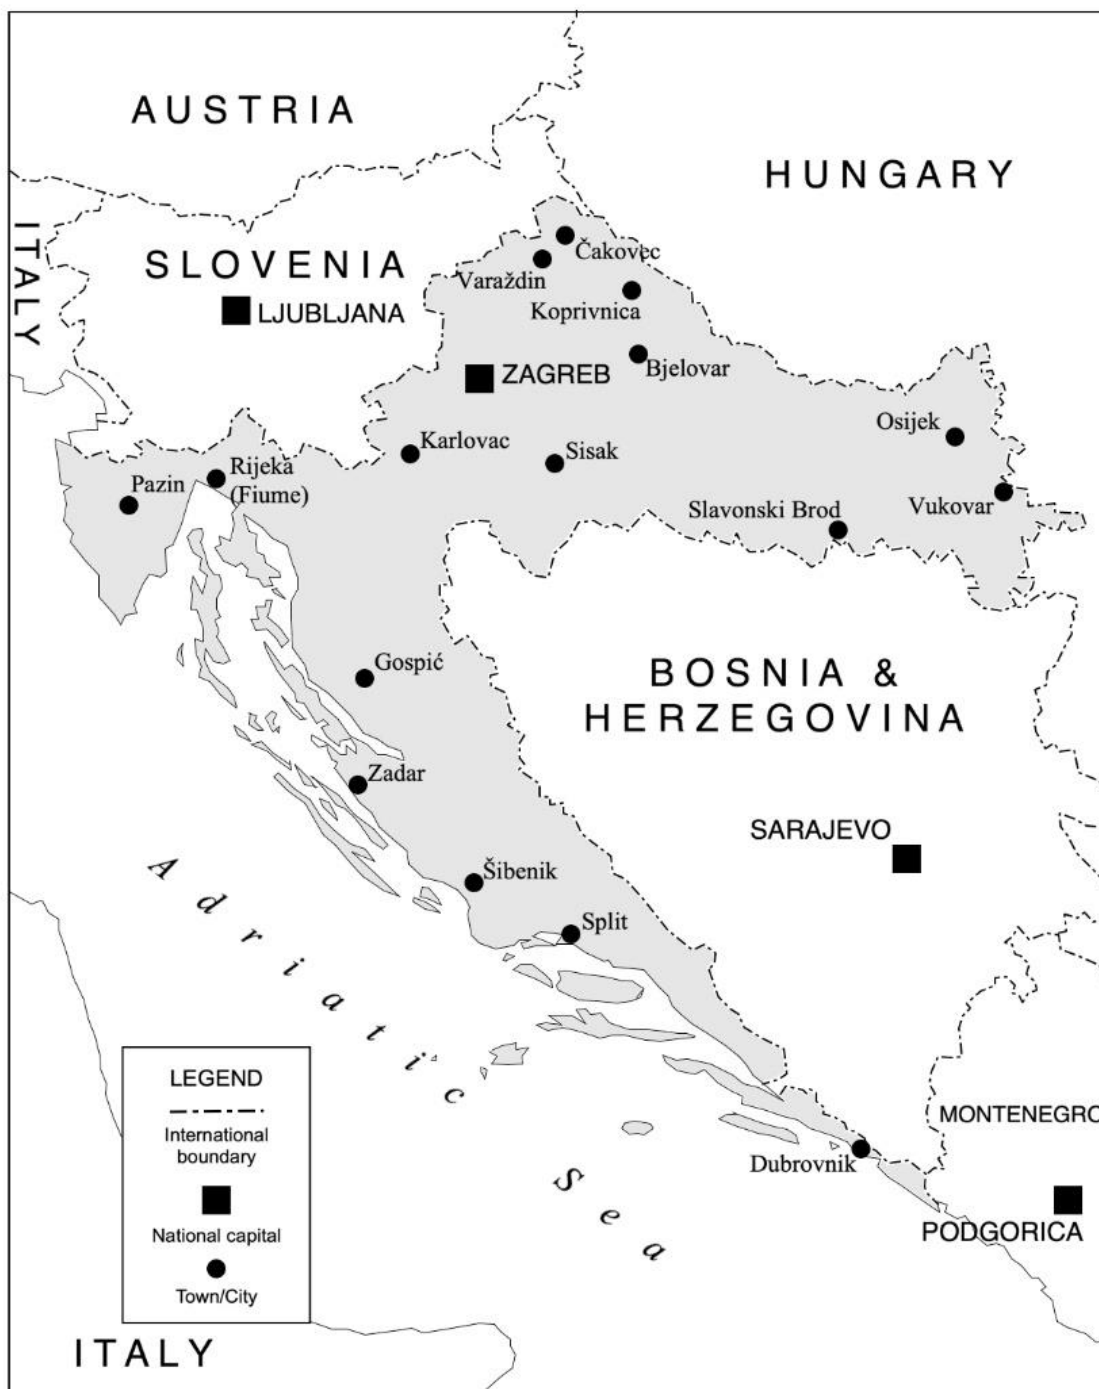 AUSTRIA
HUNGARY
ITALY
SLOVENIA
LJUBLJANA
Čakovec
Varaždin
Koprivnica
Bjelovar
ZAGREB
Osijek
Karlovac
Sisak
Rijeka
(Fiume)
Pazin
Slavonski Brod
Vukovar
Gospić
BOSNIA &
HERZEGOVINA
Zadar
SARAJEVO
Šibenik
Split
Adriatic Sea
LEGEND
International
boundary
National capital
Town/City
MONTENEGRO
Dubrovnik
PODGORICA
ITALY